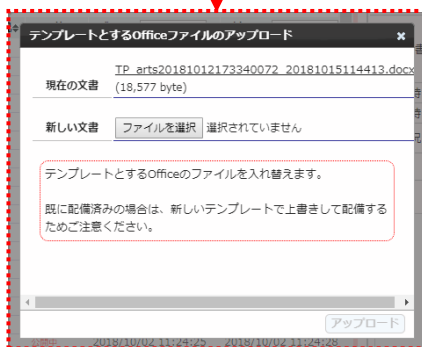 テンプレートとするOfficeファイルのアップロード ×
現在の文書 TP_arts20181012173340072_20181015114413.docx
(18,577 byte)
新しい文書 ファイルを選択 選択されていません
テンプレートとするOfficeのファイルを入れ替えます。
既に配備済みの場合は、新しいテンプレートで上書きして配備する
ためご注意ください。
アップロード
2018/10/02 11:24:25 2018/10/02 11:24:28